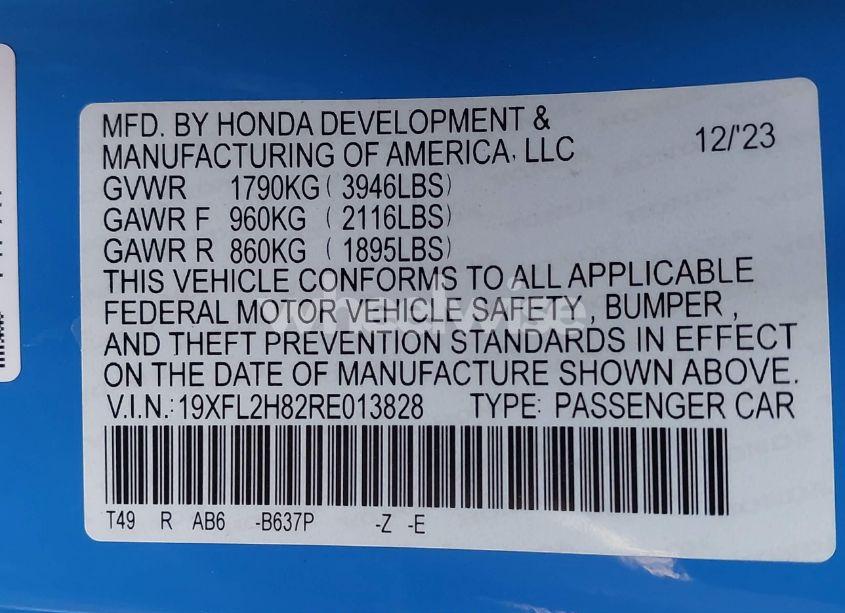 MFD. BY HONDA DEVELOPMENT &
MANUFACTURING OF AMERICA, LLC
12/'23
GVWR 1790KG ( 3946LBS)
GAWR F 960KG ( 2116LBS)
GAWR R 860KG ( 1895LBS)
THIS VEHICLE CONFORMS TO ALL APPLICABLE
FEDERAL MOTOR VEHICLE SAFETY , BUMPER ,
AND THEFT PREVENTION STANDARDS IN EFFECT
ON THE DATE OF MANUFACTURE SHOWN ABOVE.
V.I.N.: 19XFL2H82RE013828 TYPE: PASSENGER CAR
T49 R AB6 -B637P -Z -E